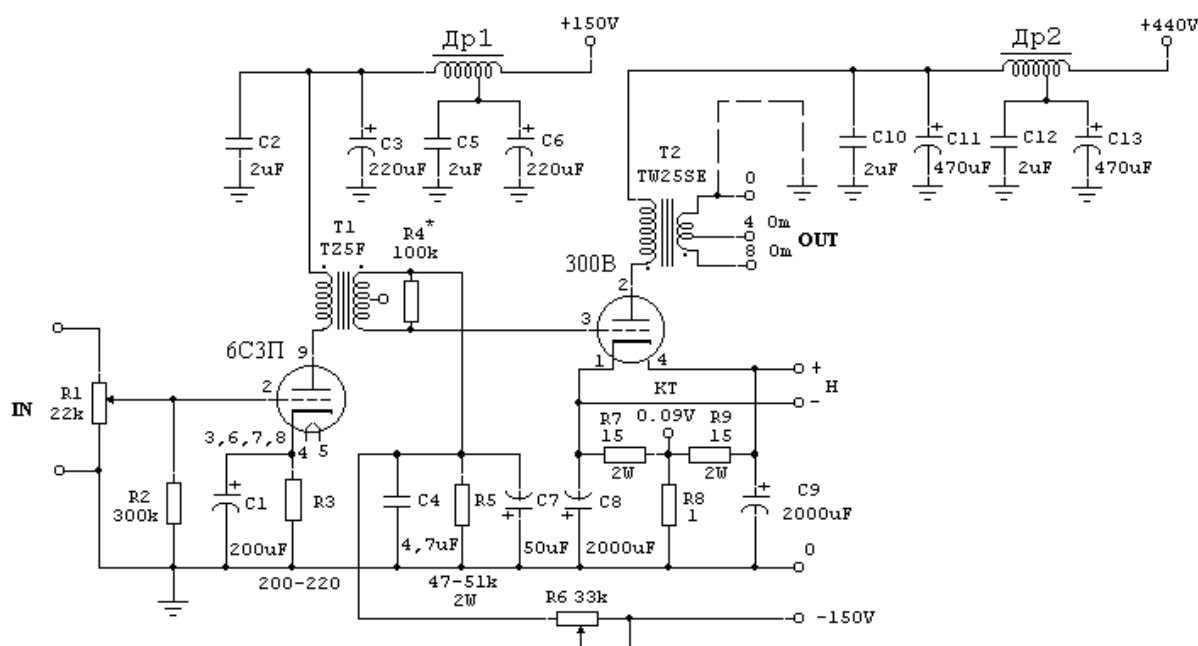 +150V
+440V
Др1
Др2
C2
2uF
C3
+
220uF
C5
2uF
C6
+
220uF
C10
2uF
C11
+
470uF
C12
2uF
C13
+
470uF
T2
TW25SE
0
4 Om
8 Om
OUT
T1
TZ5F
R4*
100k
300В
2
3
1
4
6С3П
9
2
3,6,7,8
4 5
IN
R1
22k
КТ
0.09V
+
-
Н
R7
15
2W
R9
15
2W
R2
300k
+
C1
200uF
R3
200-220
C4
4,7uF
R5
47-51k
2W
C7
+
50uF
C8
+
2000uF
R8
1
+
C9
2000uF
0
R6 33k
-150V